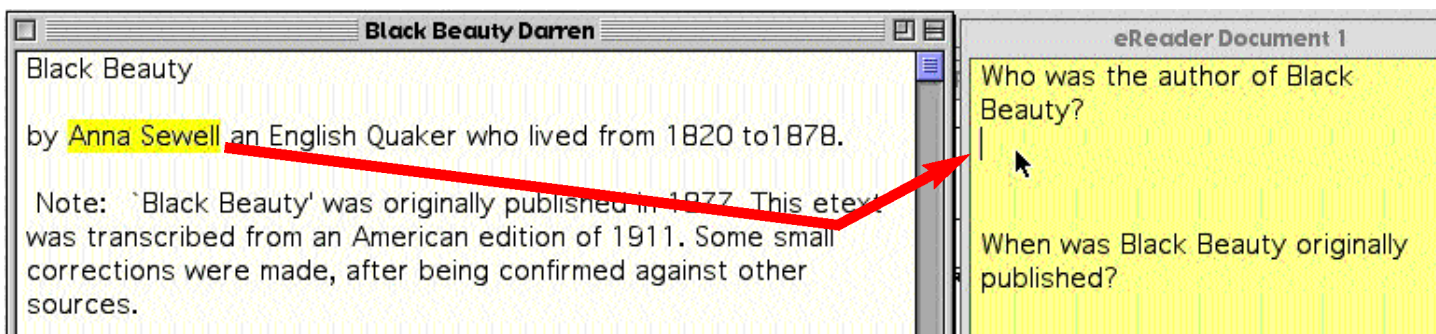 Black Beauty Darren
Black Beauty
by Anna Sewell an English Quaker who lived from 1820 to1878.
Note:  `Black Beauty' was originally published in 1877. This etext
was transcribed from an American edition of 1911. Some small
corrections were made, after being confirmed against other
sources.
eReader Document 1
Who was the author of Black
Beauty?
When was Black Beauty originally
published?